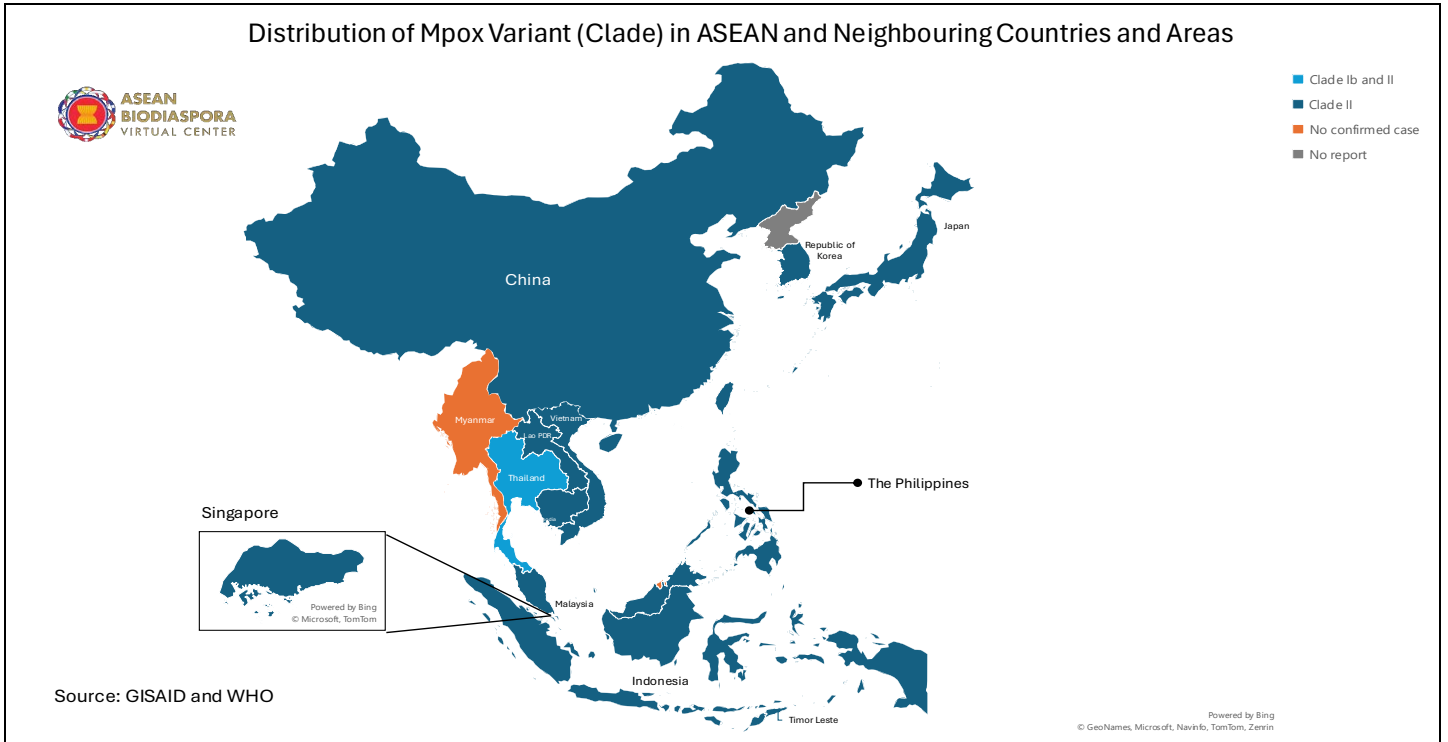 Distribution of Mpox Variant (Clade) in ASEAN and Neighbouring Countries and Areas
ASEAN
BIODIASPORA
VIRTUAL CENTER
Clade Ib and II
Clade II
No confirmed case
No report
Japan
Republic of
Korea
China
Myanmar
Vietnam
Lao PDR
Thailand
The Philippines
Singapore
Powered by Bing
© Microsoft, TomTom
Malaysia
Indonesia
Source: GISAID and WHO
Timor Leste
Powered by Bing
© GeoNames, Microsoft, Navinfo, TomTom, Zenrin